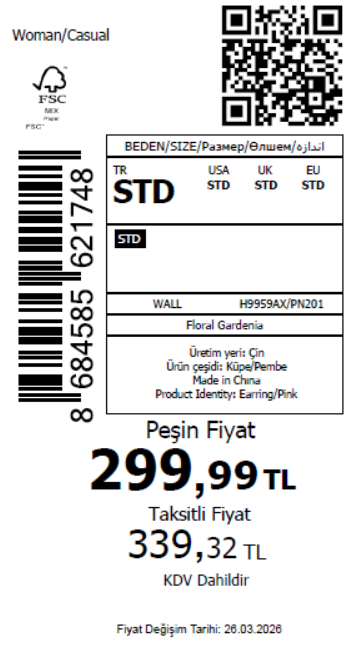 Woman/Casual
FSC
MIX
Paper
FSC™
BEDEN/SIZE/Размер/Өлшем/اندازه
TR USA UK EU
STD STD STD STD
STD
WALL H9959AX/PN201
Floral Gardenia
Üretim yeri: Çin
Ürün çeşidi: Küpe/Pembe
Made in China
Product Identity: Earring/Pink
8 684585 621748
Peşin Fiyat
299,99 TL
Taksitli Fiyat
339,32 TL
KDV Dahildir
Fiyat Değişim Tarihi: 26.03.2026